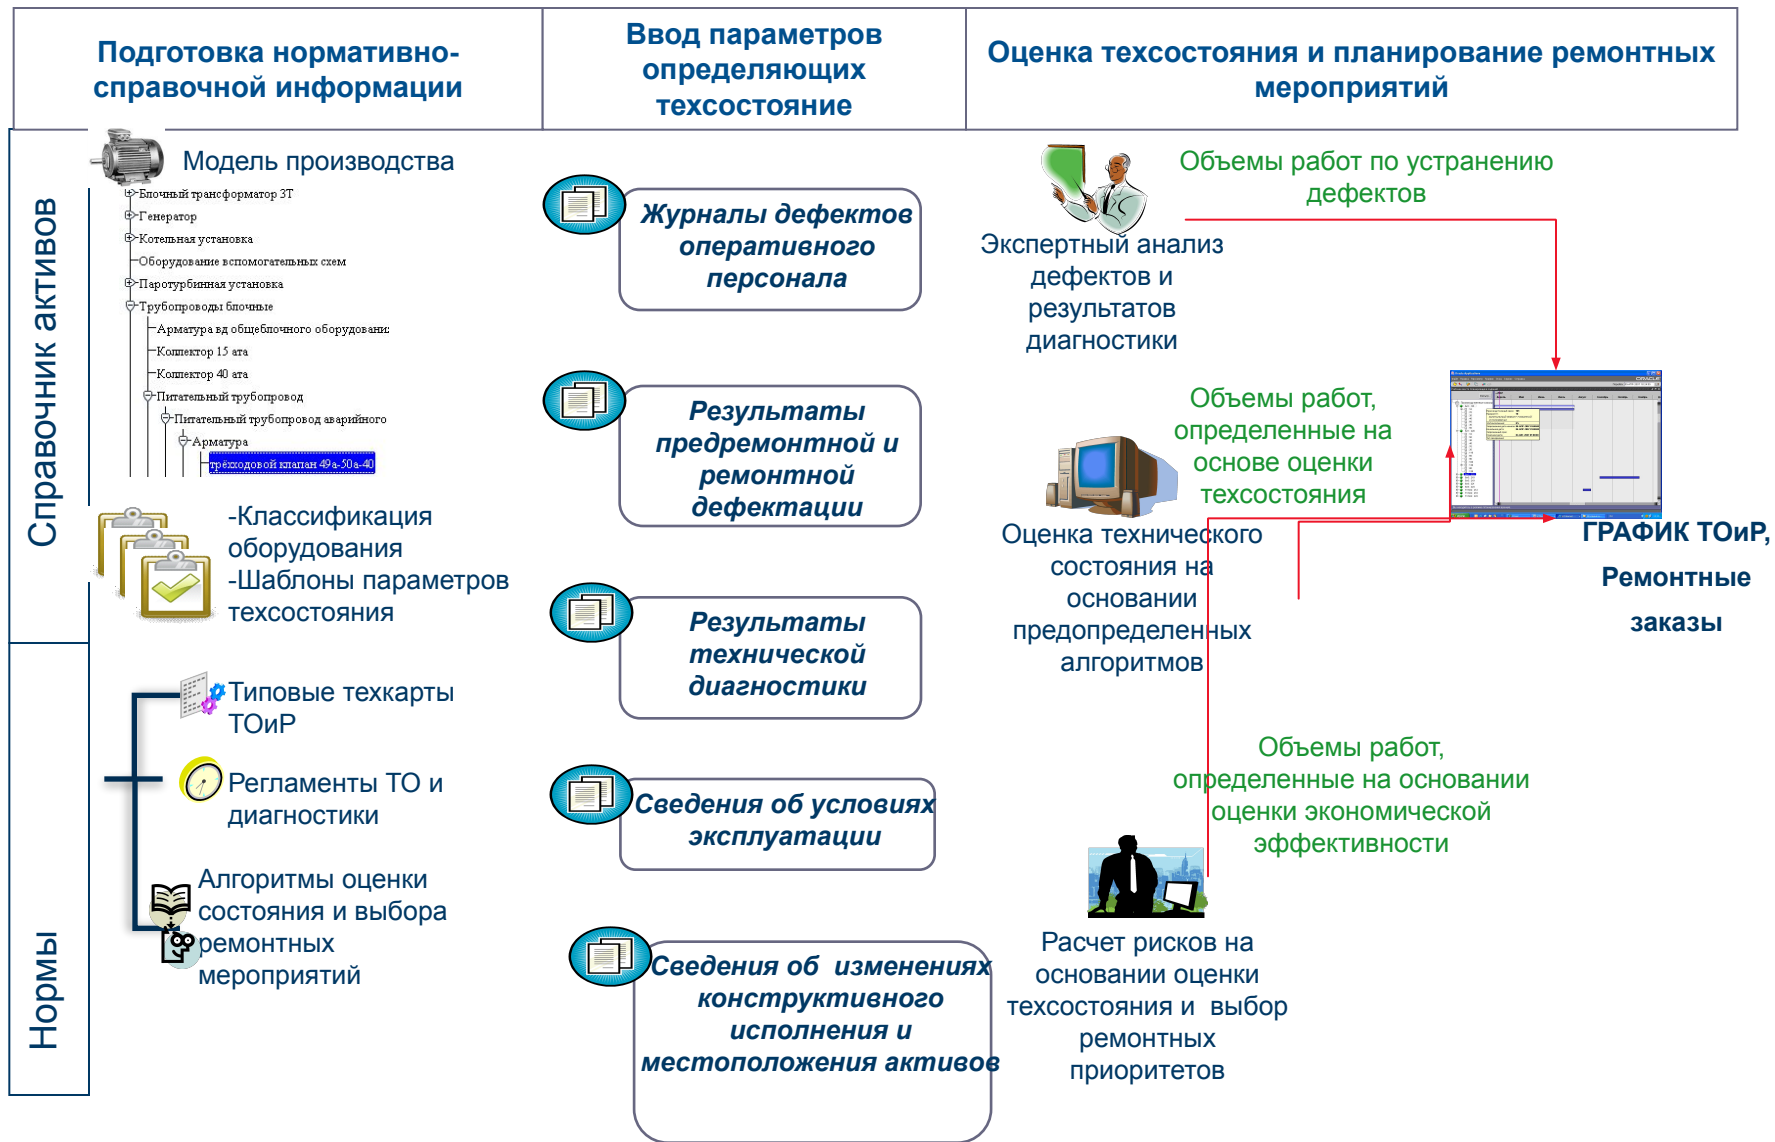 Подготовка нормативно-
справочной информации
Ввод параметров
определяющих
техсостояние
Оценка техсостояния и планирование ремонтных
мероприятий
Справочник активов
Модель производства
Блочный трансформатор 3Т
Генератор
Котельная установка
Оборудование вспомогательных схем
Паротурбинная установка
Трубопроводы блочные
Арматура вд общеблочного оборудования
Коллектор 15 ата
Коллектор 40 ата
Питательный трубопровод
Питательный трубопровод аварийного
Арматура
трёхходовой клапан 49а-50а-40
-Классификация
оборудования
-Шаблоны параметров
техсостояния
Нормы
Типовые техкарты
ТОиР
Регламенты ТО и
диагностики
Алгоритмы оценки
состояния и выбора
ремонтных
мероприятий
Журналы дефектов
оперативного
персонала
Результаты
предремонтной и
ремонтной
дефектации
Результаты
технической
диагностики
Сведения об условиях
эксплуатации
Сведения об изменениях
конструктивного
исполнения и
местоположения активов
Экспертный анализ
дефектов и
результатов
диагностики
Объемы работ по устранению
дефектов
Оценка технического
состояния на
основании
предопределенных
алгоритмов
Объемы работ,
определенные на
основе оценки
техсостояния
Расчет рисков на
основании оценки
техсостояния и выбор
ремонтных
приоритетов
Объемы работ,
определенные на основании
оценки экономической
эффективности
ORACLE
ГРАФИК ТОиР,
Ремонтные
заказы